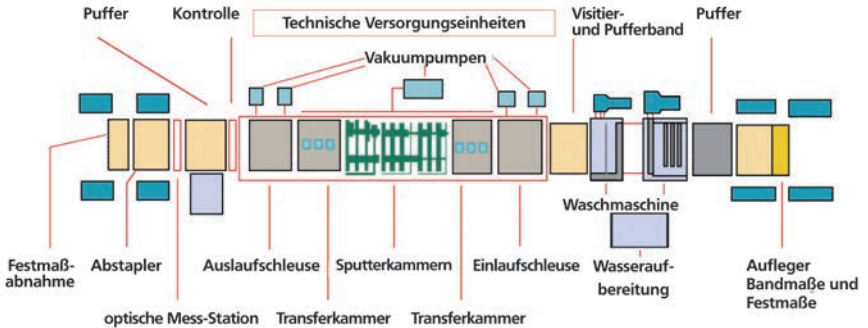 Puffer
Kontrolle
Technische Versorgungseinheiten
Visitier-
und Pufferband
Puffer
Vakuumpumpen
Waschmaschine
Festmaß-
abnahme
Abstapler
Auslaufschleuse
Sputterkammern
Einlaufschleuse
Wasserauf-
bereitung
Aufleger
Bandmaße und
Festmaße
optische Mess-Station
Transferkammer
Transferkammer